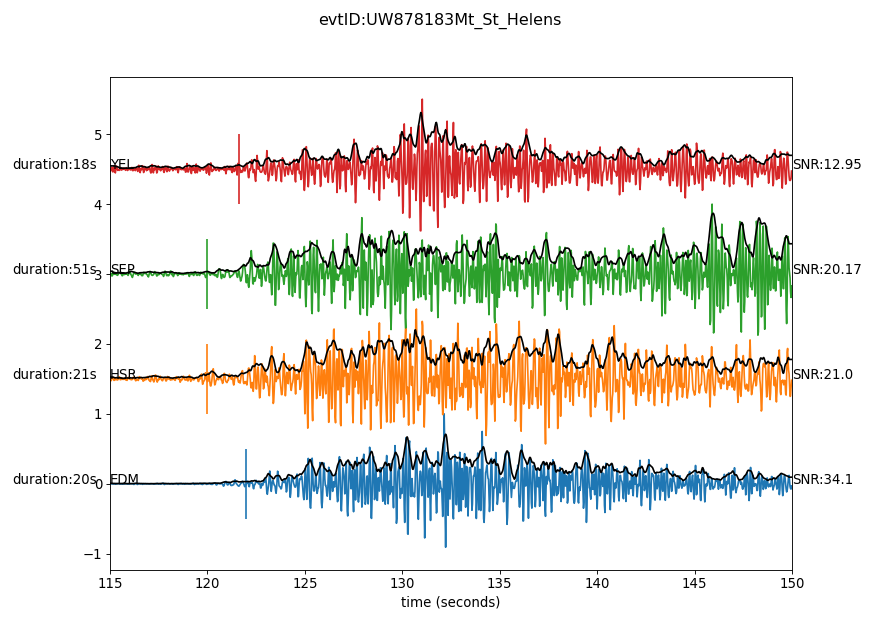 evtID:UW878183Mt_St_Helens
5
duration:18s YEL SNR:12.95
4
duration:51s SEP SNR:20.17
3
2
duration:21s HSR SNR:21.0
1
duration:20s EDM SNR:34.1
0
−1
115 120 125 130 135 140 145 150
time (seconds)